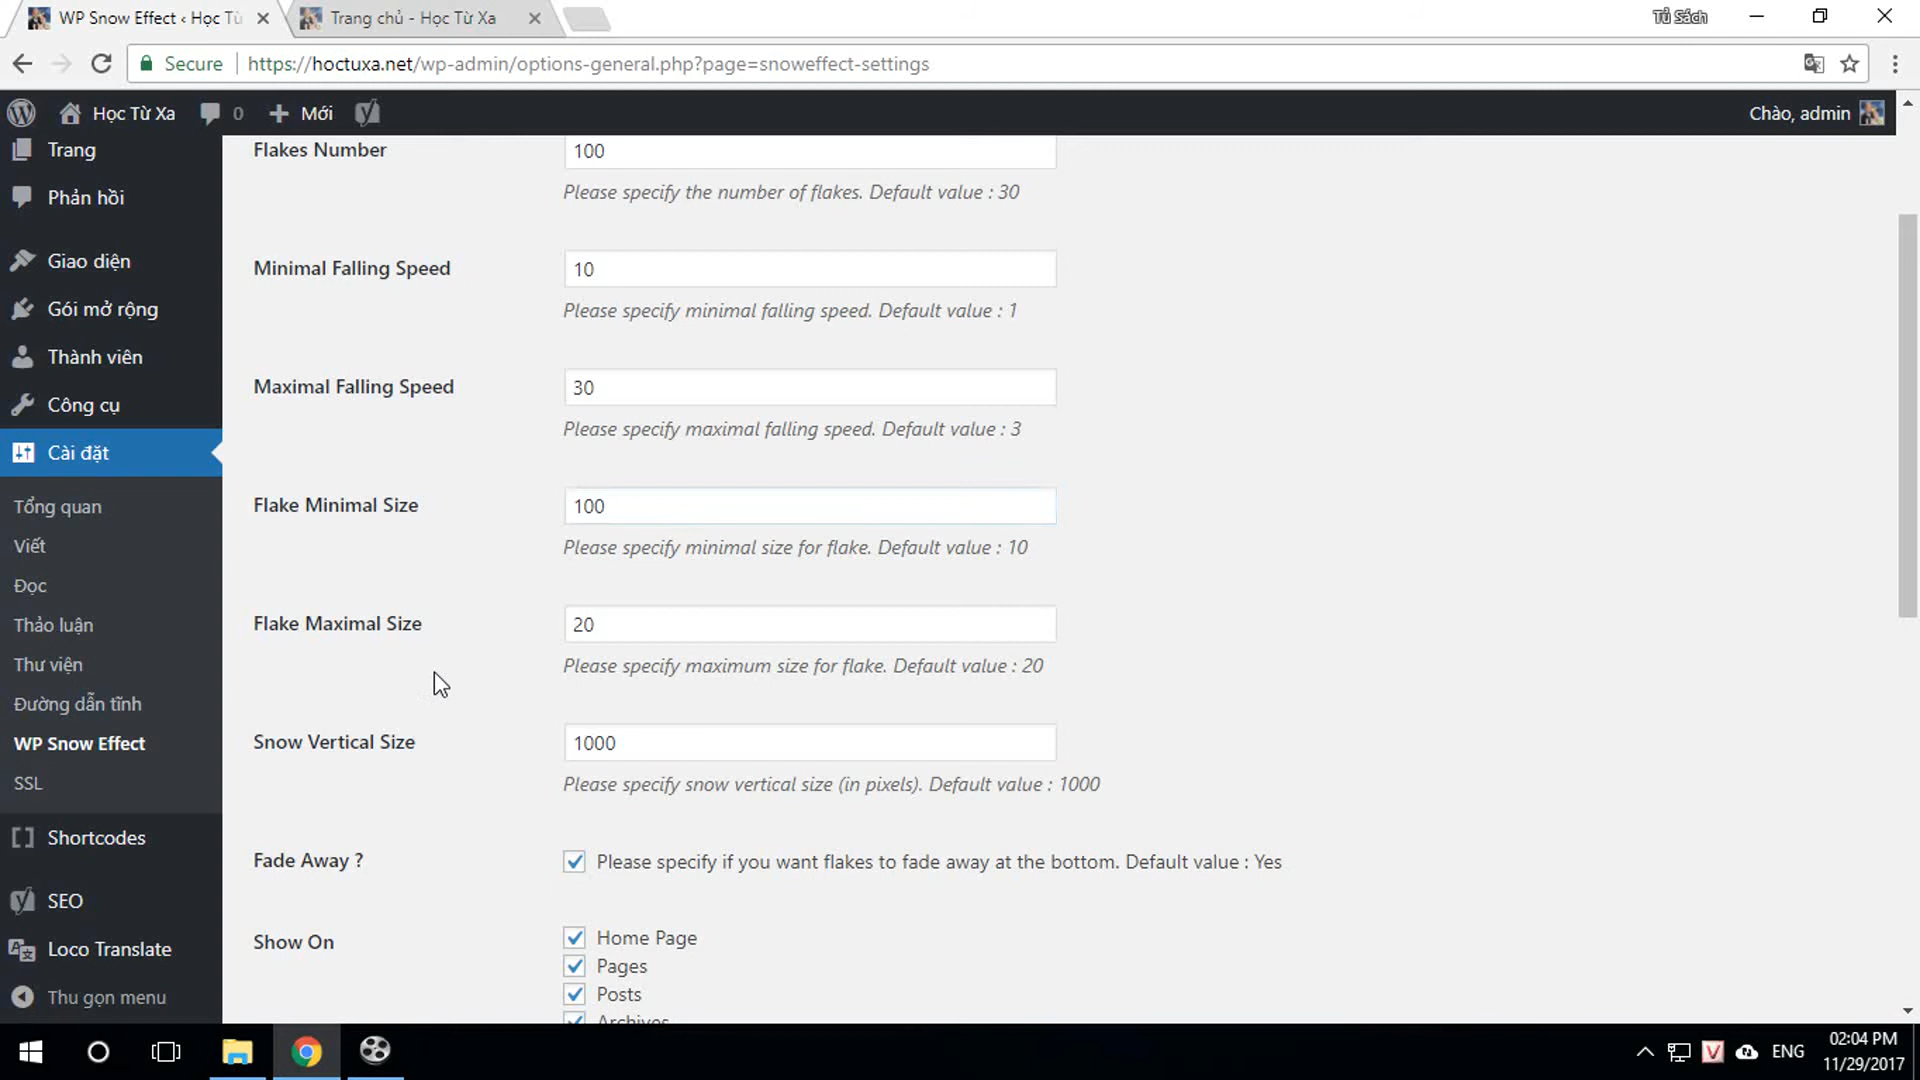 WP Snow Effect ‹ Học Từ
Trang chủ - Học Từ Xa
Tủ Sách
Secure
https://hoctuxa.net/wp-admin/options-general.php?page=snoweffect-settings
Học Từ Xa
0
Mới
Chào, admin
Trang
Phản hồi
Giao diện
Gói mở rộng
Thành viên
Công cụ
Cài đặt
Tổng quan
Viết
Đọc
Thảo luận
Thư viện
Đường dẫn tĩnh
WP Snow Effect
SSL
Shortcodes
SEO
Loco Translate
Thu gọn menu
Flakes Number
100
Please specify the number of flakes. Default value : 30
Minimal Falling Speed
10
Please specify minimal falling speed. Default value : 1
Maximal Falling Speed
30
Please specify maximal falling speed. Default value : 3
Flake Minimal Size
100
Please specify minimal size for flake. Default value : 10
Flake Maximal Size
20
Please specify maximum size for flake. Default value : 20
Snow Vertical Size
1000
Please specify snow vertical size (in pixels). Default value : 1000
Fade Away ?
Please specify if you want flakes to fade away at the bottom. Default value : Yes
Show On
Home Page
Pages
Posts
Archives
ENG
02:04 PM
11/29/2017